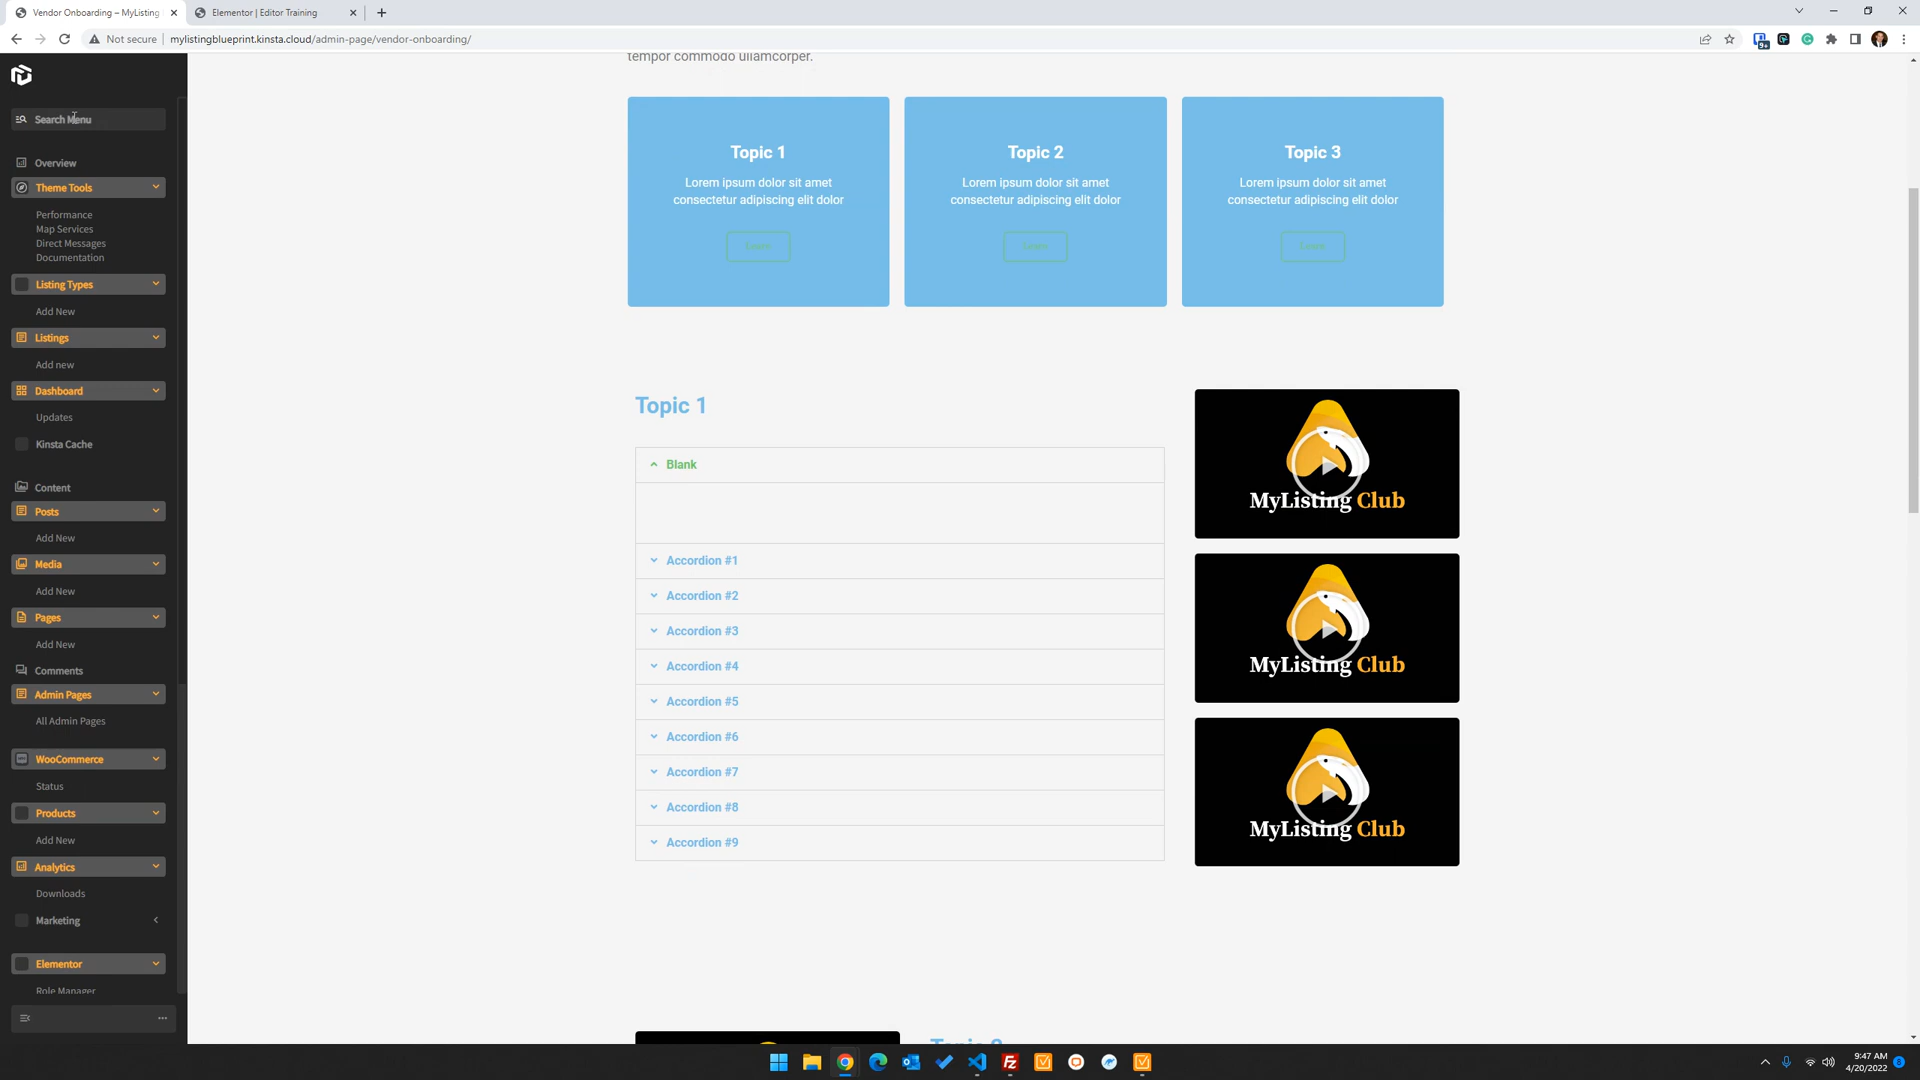 Vendor Onboarding – MyListing
Elementor | Editor Training
Not secure
mylistingblueprint.kinsta.cloud/admin-page/vendor-onboarding/
9+
Search Menu
Overview
Theme Tools
Performance
Map Services
Direct Messages
Documentation
Listing Types
Add New
Listings
Add new
Dashboard
Updates
Kinsta Cache
Content
Posts
Add New
Media
Add New
Pages
Add New
Comments
Admin Pages
All Admin Pages
WooCommerce
Status
Products
Add New
Analytics
Downloads
Marketing
Elementor
Role Manager
tempor commodo ullamcorper.
Topic 1
Lorem ipsum dolor sit amet
consectetur adipiscing elit dolor
Learn
Topic 2
Lorem ipsum dolor sit amet
consectetur adipiscing elit dolor
Learn
Topic 3
Lorem ipsum dolor sit amet
consectetur adipiscing elit dolor
Learn
Topic 1
Blank
Accordion #1
Accordion #2
Accordion #3
Accordion #4
Accordion #5
Accordion #6
Accordion #7
Accordion #8
Accordion #9
MyListing Club
MyListing Club
MyListing Club
9:47 AM
4/20/2022